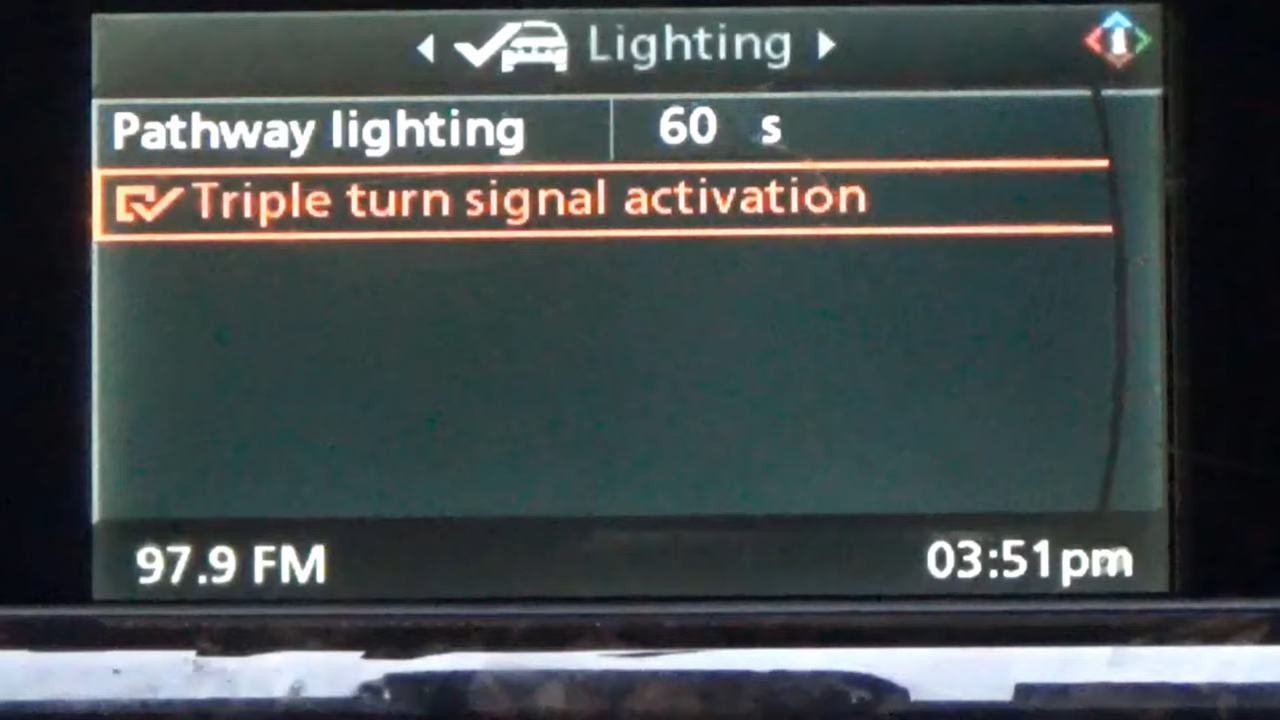 Lighting
Pathway lighting 60 s
Triple turn signal activation
97.9 FM 03:51pm